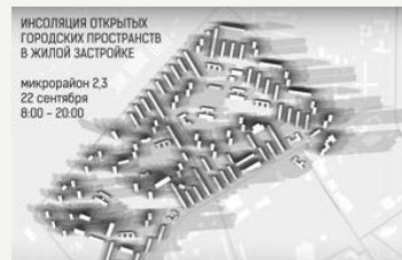 ИНСОЛЯЦИЯ ОТКРЫТЫХ
ГОРОДСКИХ ПРОСТРАНСТВ
В ЖИЛОЙ ЗАСТРОЙКЕ
микрорайон 2,3
22 сентября
8:00 – 20:00